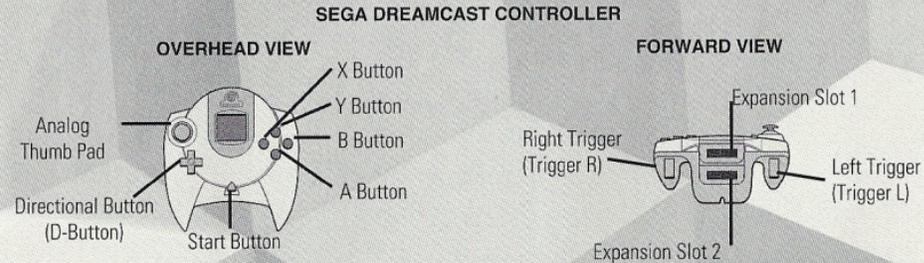 SEGA DREAMCAST CONTROLLER
OVERHEAD VIEW
X Button
Y Button
B Button
A Button
Analog
Thumb Pad
Directional Button
(D-Button)
Start Button
FORWARD VIEW
Expansion Slot 1
Right Trigger
(Trigger R)
Left Trigger
(Trigger L)
Expansion Slot 2